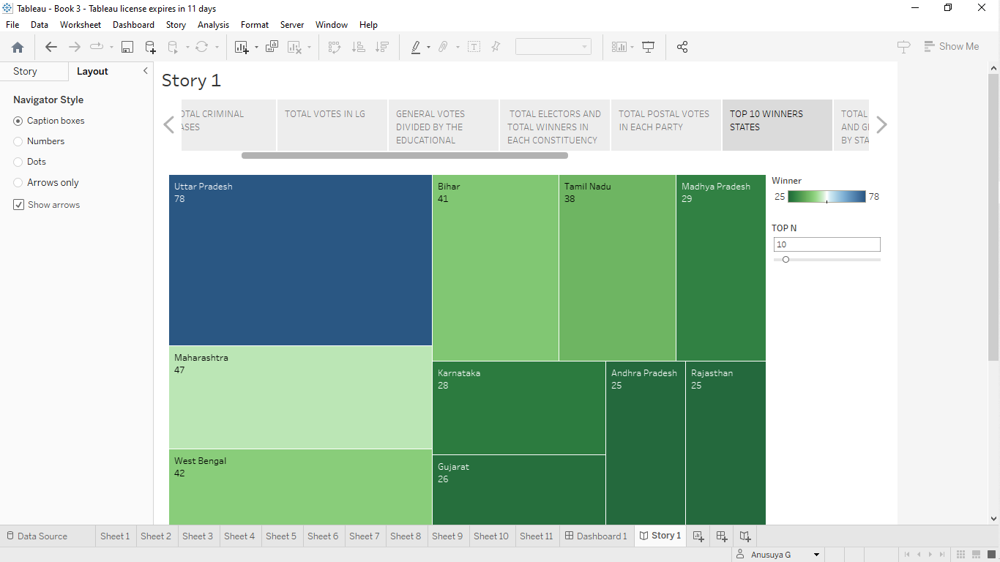 Tableau - Book 3 - Tableau license expires in 11 days
File Data Worksheet Dashboard Story Analysis Format Server Window Help
Show Me
Story Layout
Navigator Style
Caption boxes
Numbers
Dots
Arrows only
Show arrows
Story 1
OTAL CRIMINAL
ASES
TOTAL VOTES IN LG
GENERAL VOTES
DIVIDED BY THE
EDUCATIONAL
TOTAL ELECTORS AND
TOTAL WINNERS IN
EACH CONSTITUENCY
TOTAL POSTAL VOTES
IN EACH PARTY
TOP 10 WINNERS
STATES
TOTAL
AND GE
BY STA
Uttar Pradesh
78
Bihar
41
Tamil Nadu
38
Madhya Pradesh
29
Maharashtra
47
Karnataka
28
Andhra Pradesh
25
Rajasthan
25
West Bengal
42
Gujarat
26
Winner
25 78
TOP N
10
Data Source Sheet 1 Sheet 2 Sheet 3 Sheet 4 Sheet 5 Sheet 6 Sheet 7 Sheet 8 Sheet 9 Sheet 10 Sheet 11 Dashboard 1 Story 1
Anusuya G